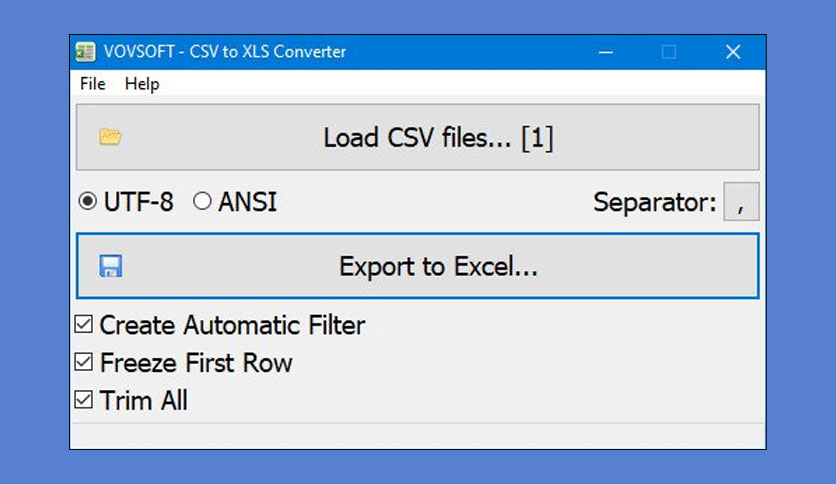 VOVSOFT - CSV to XLS Converter
File Help
Load CSV files... [1]
UTF-8 ANSI Separator: ,
Export to Excel...
Create Automatic Filter
Freeze First Row
Trim All